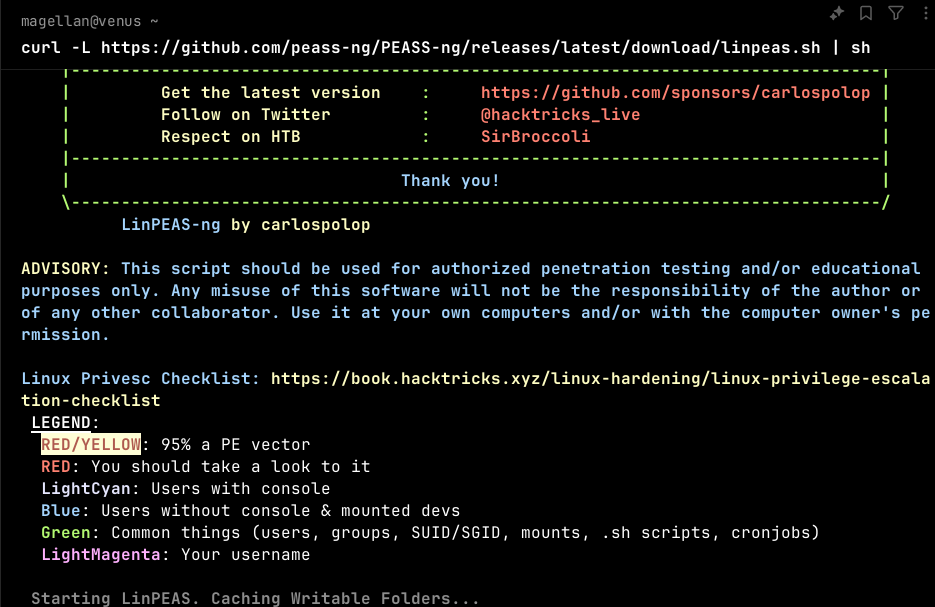 magellan@venus ~
curl -L https://github.com/peass-ng/PEASS-ng/releases/latest/download/linpeas.sh | sh
|---------------------------------------------------------------------------------|
|         Get the latest version    :     https://github.com/sponsors/carlospolop |
|         Follow on Twitter         :     @hacktricks_live                        |
|         Respect on HTB            :     SirBroccoli                             |
|---------------------------------------------------------------------------------|
|                                 Thank you!                                      |
\---------------------------------------------------------------------------------/
LinPEAS-ng by carlospolop
ADVISORY: This script should be used for authorized penetration testing and/or educational
purposes only. Any misuse of this software will not be the responsibility of the author or
of any other collaborator. Use it at your own computers and/or with the computer owner's pe
rmission.
Linux Privesc Checklist: https://book.hacktricks.xyz/linux-hardening/linux-privilege-escala
tion-checklist
LEGEND:
RED/YELLOW: 95% a PE vector
RED: You should take a look to it
LightCyan: Users with console
Blue: Users without console & mounted devs
Green: Common things (users, groups, SUID/SGID, mounts, .sh scripts, cronjobs)
LightMagenta: Your username
Starting LinPEAS. Caching Writable Folders...